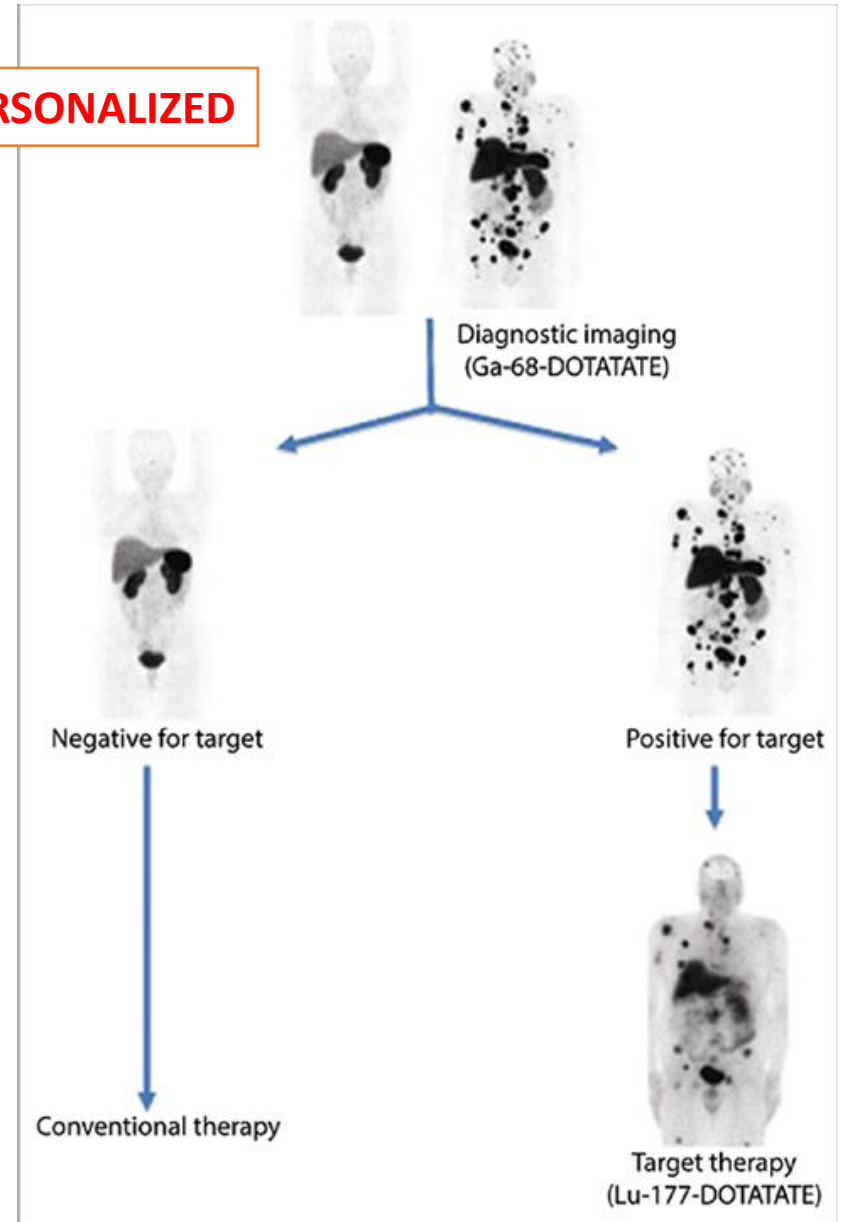 RSONALIZED
Diagnostic imaging
(Ga-68-DOTATATE)
Negative for target
Positive for target
Conventional therapy
Target therapy
(Lu-177-DOTATATE)